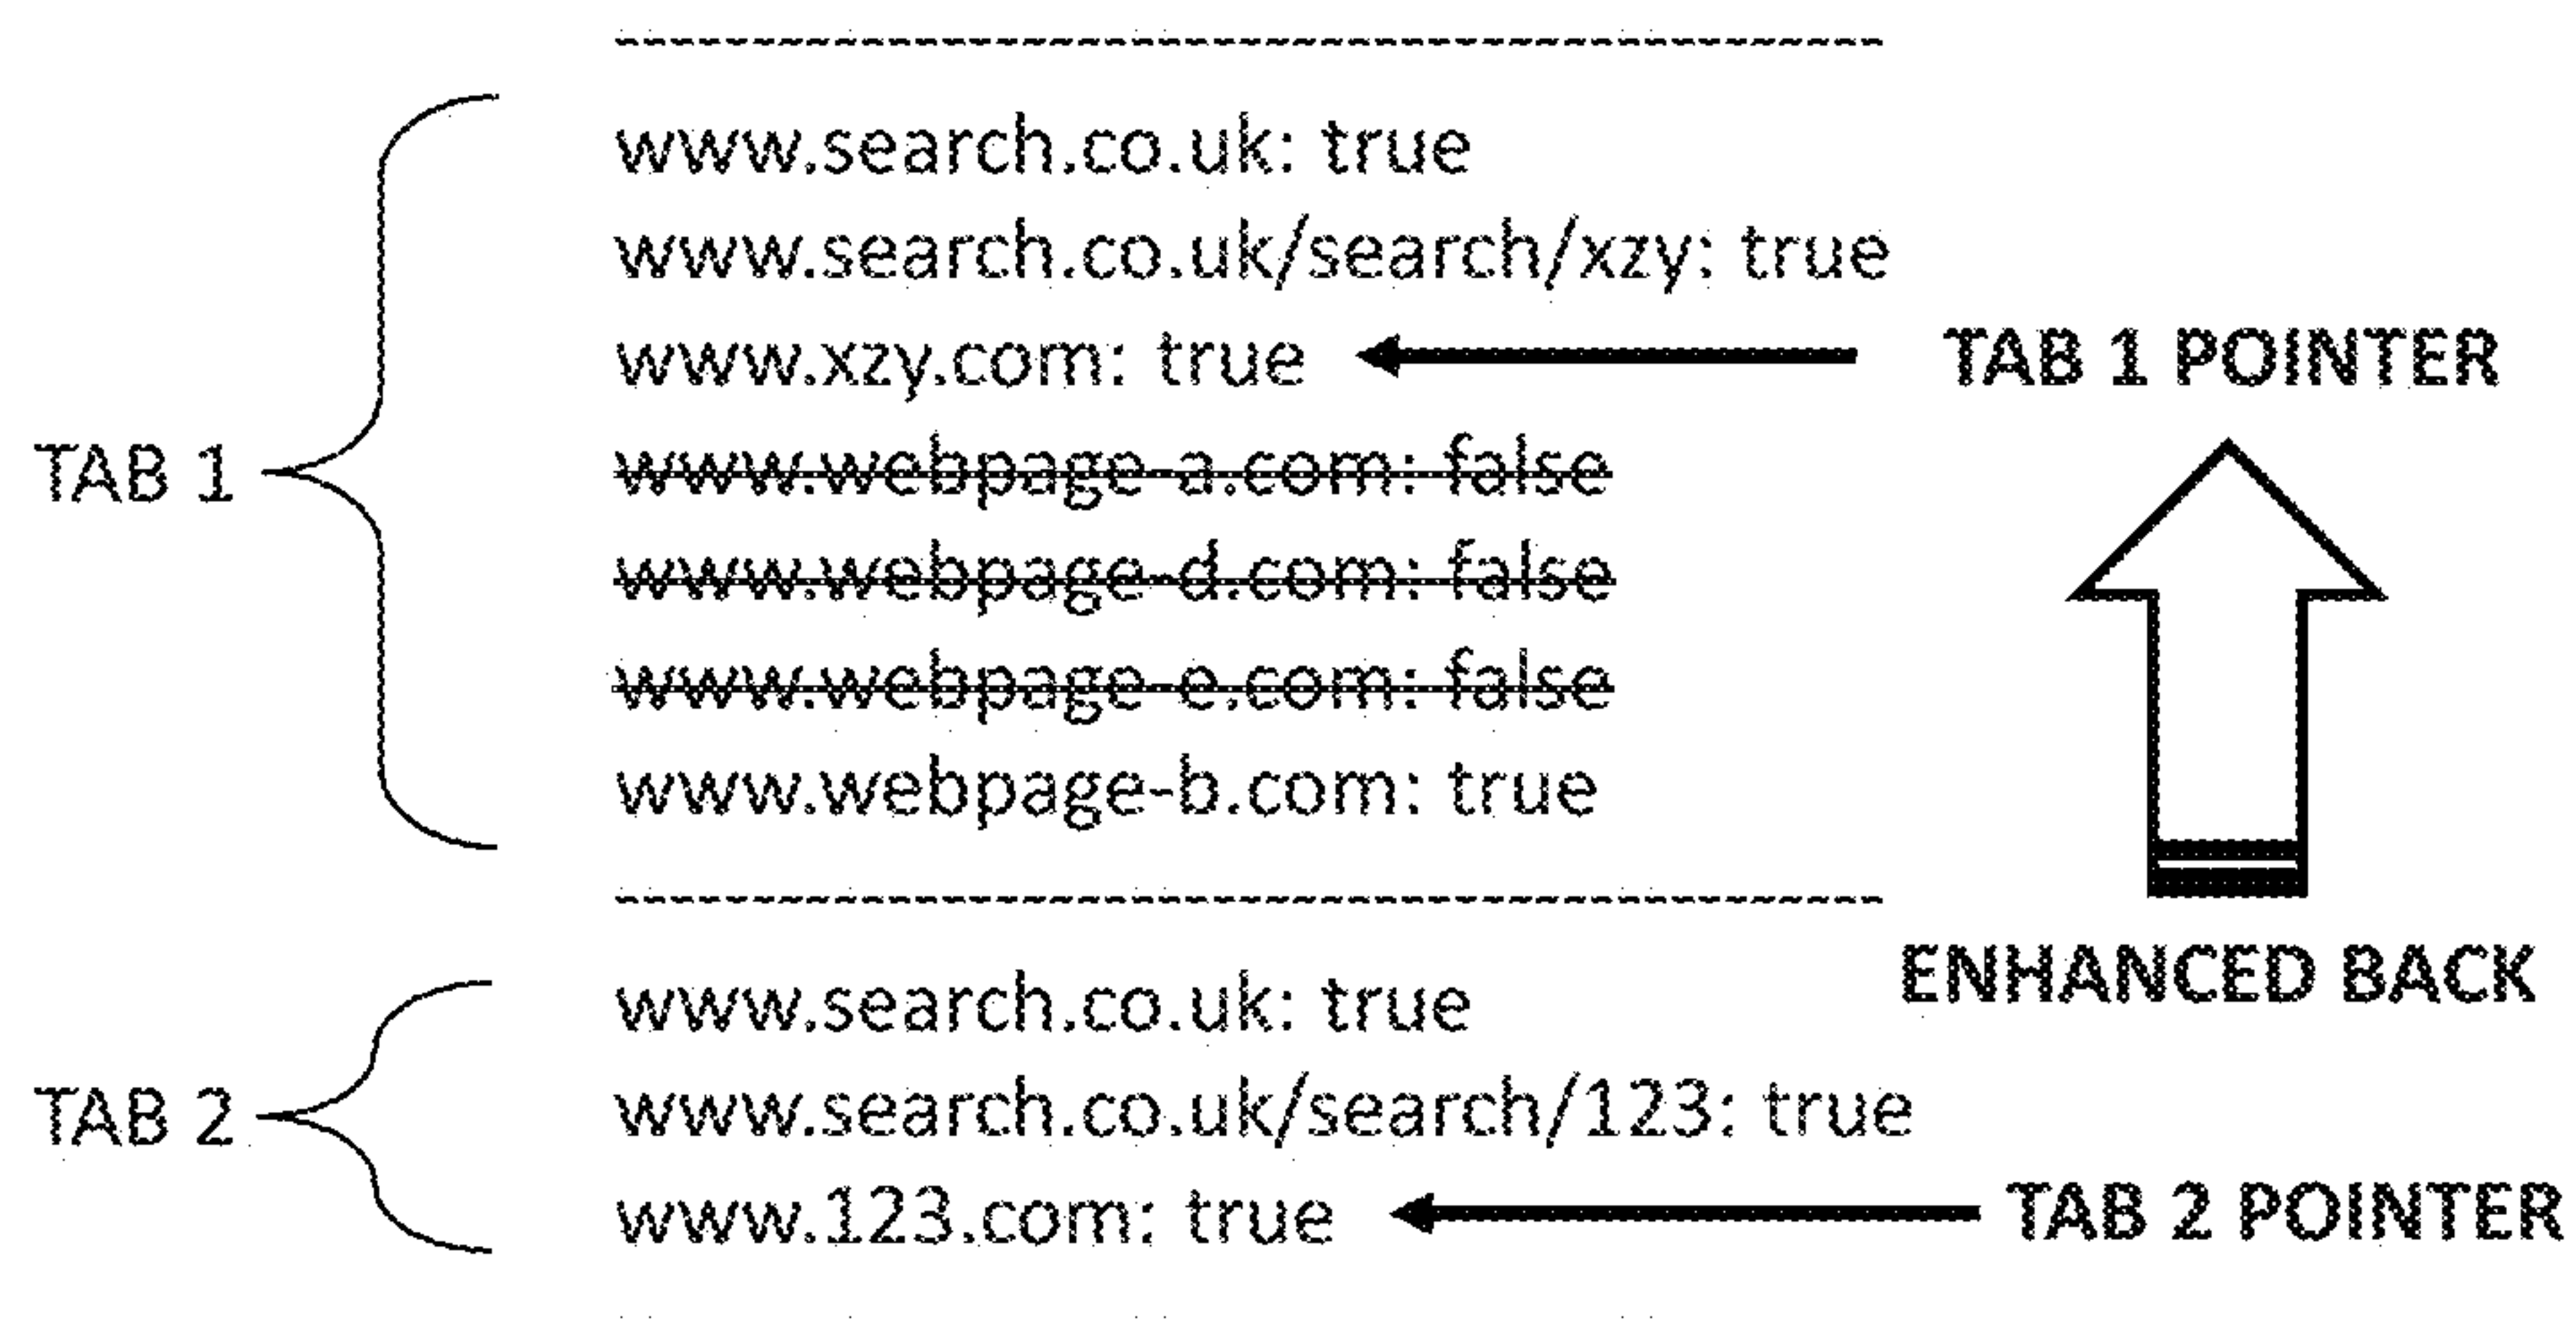 www.search.co.uk: true
www.search.co.uk/search/xzy: true
www.xzy.com: true
TAB 1 POINTER
TAB 1
www.webpage-a.com: false
www.webpage-d.com: false
www.webpage-e.com: false
www.webpage-b.com: true
ENHANCED BACK
www.search.co.uk: true
TAB 2
www.search.co.uk/search/123: true
www.123.com: true
TAB 2 POINTER